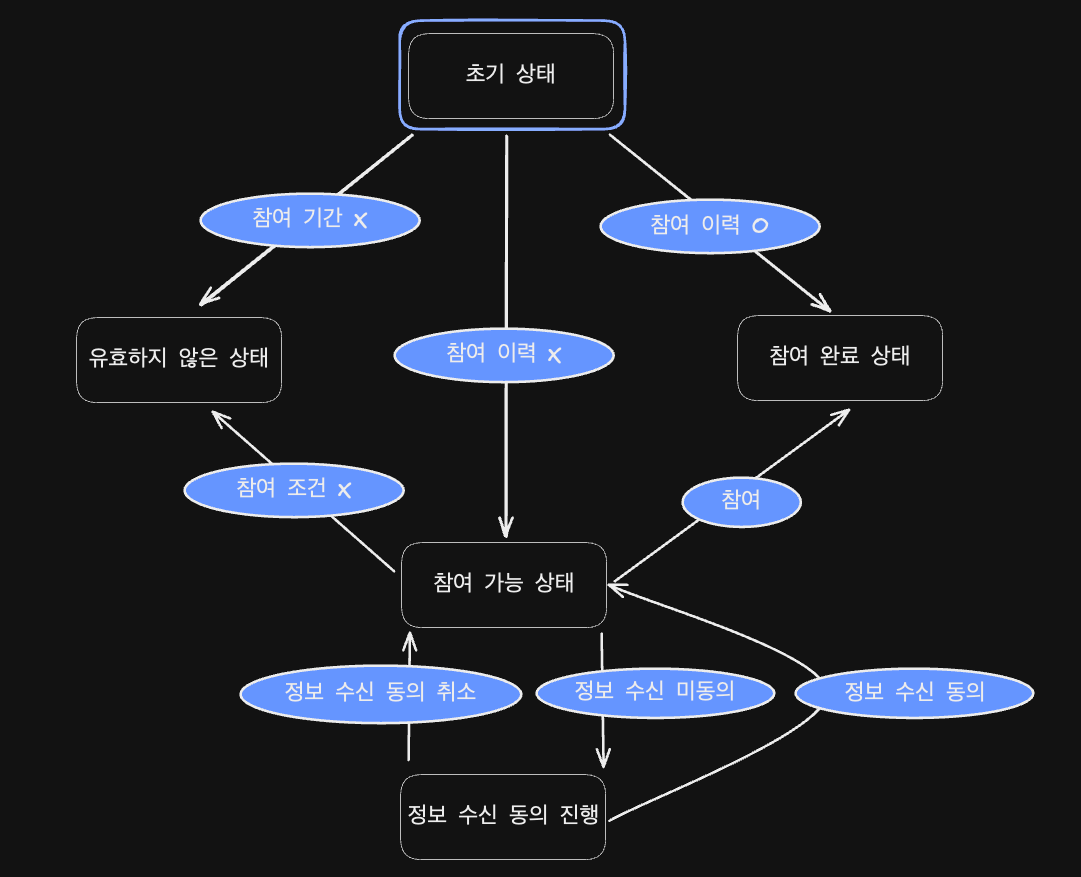 초기 상태
참여 기간 x
참여 이력 o
유효하지 않은 상태
참여 이력 x
참여 완료 상태
참여 조건 x
참여
참여 가능 상태
정보 수신 동의 취소
정보 수신 미동의
정보 수신 동의
정보 수신 동의 진행